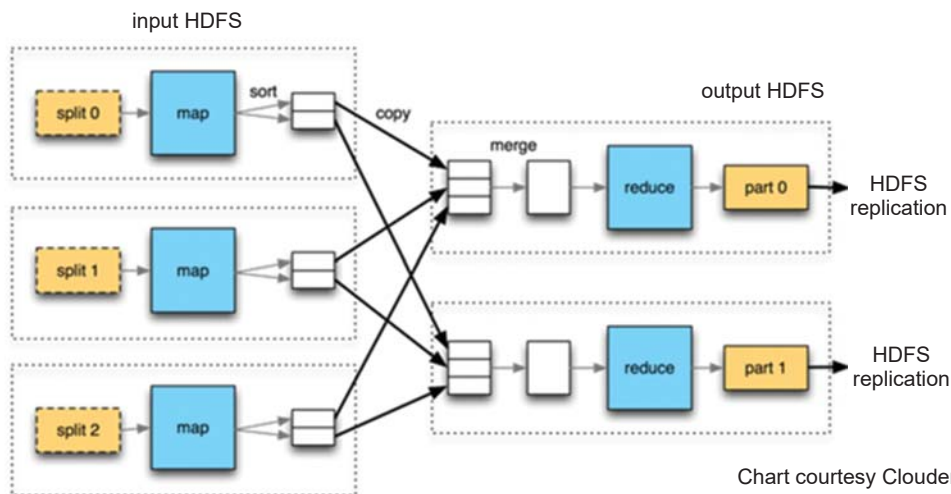 input HDFS
split 0
map
sort
copy
split 1
map
split 2
map
output HDFS
merge
reduce
part 0
HDFS
replication
reduce
part 1
HDFS
replication
Chart courtesy Cloude